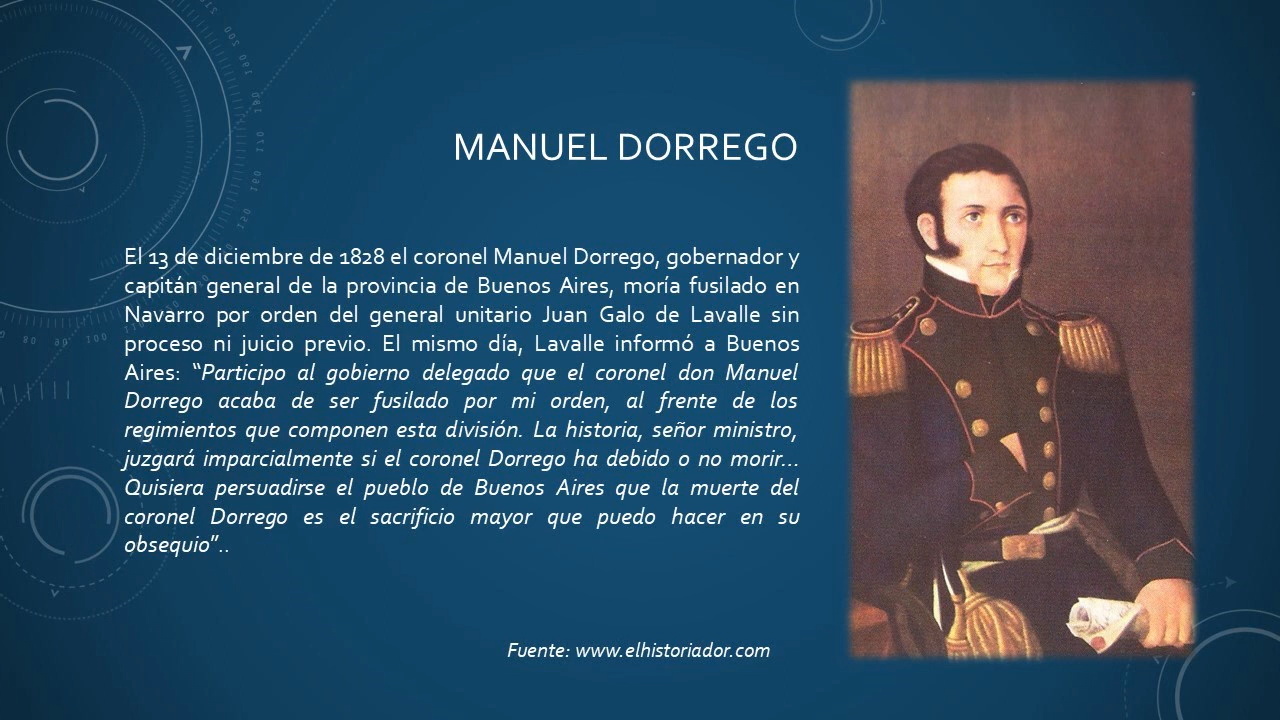 MANUEL DORREGO
El 13 de diciembre de 1828 el coronel Manuel Dorrego, gobernador y
capitán general de la provincia de Buenos Aires, moría fusilado en
Navarro por orden del general unitario Juan Galo de Lavalle sin
proceso ni juicio previo. El mismo día, Lavalle informó a Buenos
Aires: “Participo al gobierno delegado que el coronel don Manuel
Dorrego acaba de ser fusilado por mi orden, al frente de los
regimientos que componen esta división. La historia, señor ministro,
juzgará imparcialmente si el coronel Dorrego ha debido o no morir...
Quisiera persuadirse el pueblo de Buenos Aires que la muerte del
coronel Dorrego es el sacrificio mayor que puedo hacer en su
obsequio”..
Fuente: www.elhistoriador.com